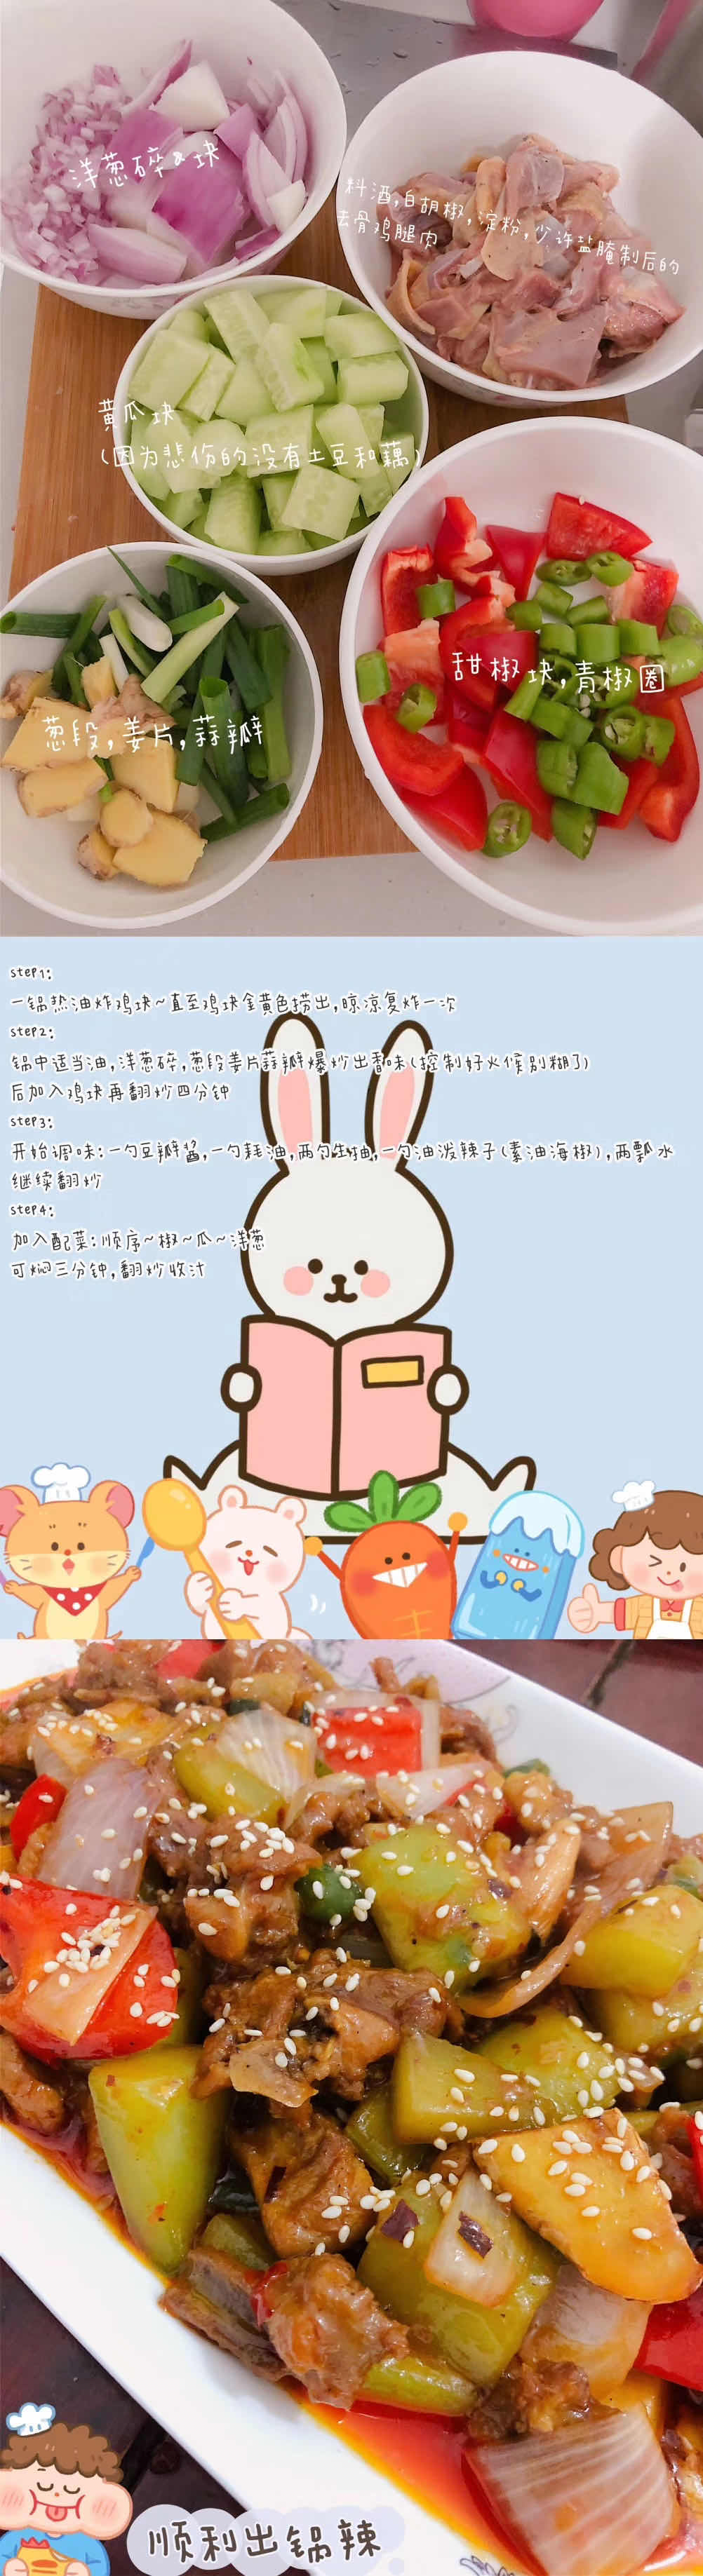 洋葱碎&块
料酒,白胡椒,淀粉,少许盐腌制后的
去骨鸡腿肉
黄瓜块
(因为悲伤的没有土豆和藕)
甜椒块,青椒圈
葱段,姜片,蒜瓣
step1:
一锅热油炸鸡块~直至鸡块金黄色捞出,晾凉复炸一次
step2:
锅中适当油,洋葱碎,葱段姜片蒜瓣爆炒出香味(控制好火候别糊了)
后加入鸡块再翻炒四分钟
step3:
开始调味:一勺豆瓣酱,一勺耗油,两勺生抽,一勺油泼辣子(素油海椒),两瓢水
继续翻炒
step4:
加入配菜:顺序~椒~瓜~洋葱
可焖三分钟,翻炒收汁
顺利出锅辣